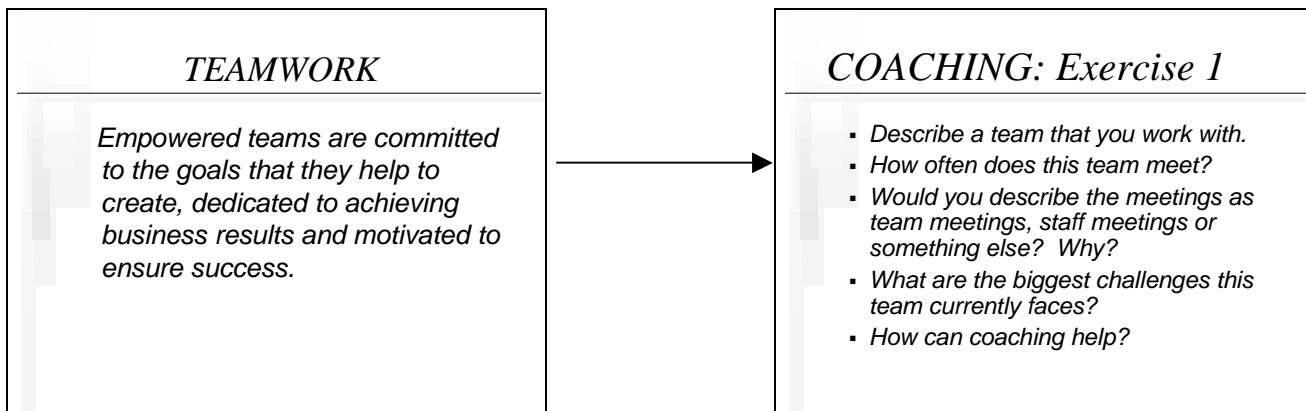 TEAMWORK
Empowered teams are committed
to the goals that they help to
create, dedicated to achieving
business results and motivated to
ensure success.
COACHING: Exercise 1
▪ Describe a team that you work with.
▪ How often does this team meet?
▪ Would you describe the meetings as
team meetings, staff meetings or
something else?  Why?
▪ What are the biggest challenges this
team currently faces?
▪ How can coaching help?